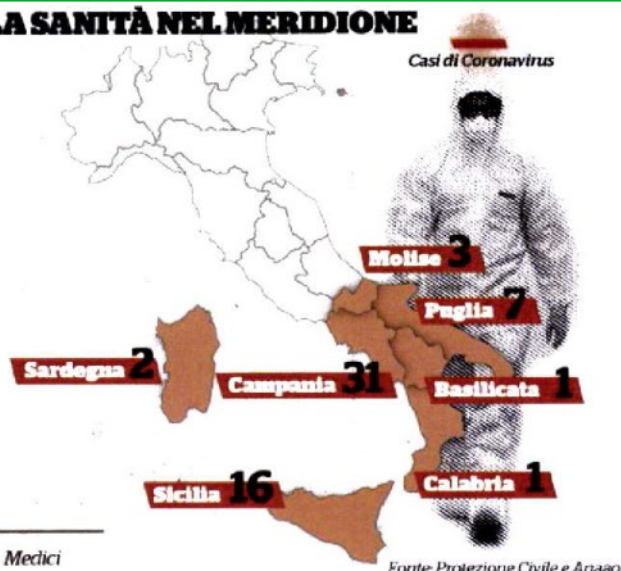 LA SANITÀ NEL MERIDIONE
Casi di Coronavirus
Molise 3
Puglia 7
Sardegna 2
Campania 31
Basilicata 1
Sicilia 16
Calabria 1
Medici
Fonte: Protezione Civile e Anaao